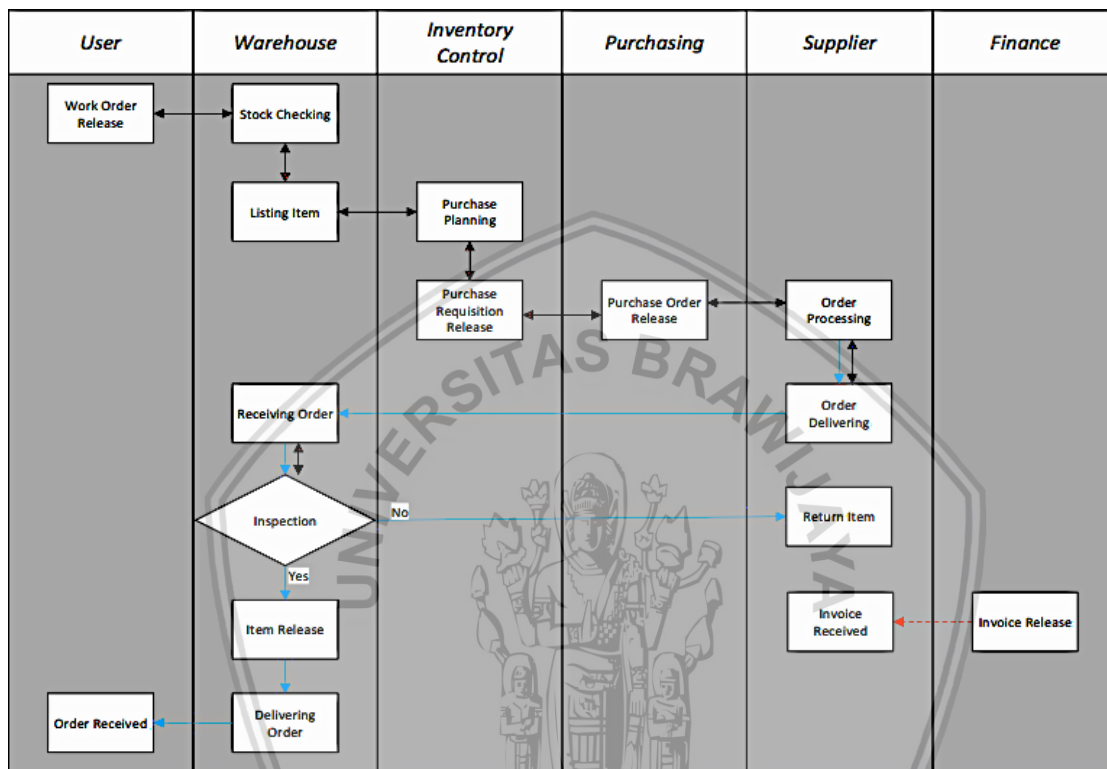 User
Warehouse
Inventory
Control
Purchasing
Supplier
Finance
Work Order
Release
Stock Checking
Listing Item
Purchase
Planning
Purchase
Requisition
Release
Purchase Order
Release
Order
Processing
Receiving Order
Order
Delivering
Inspection
No
Return Item
Yes
Item Release
Invoice
Received
Invoice Release
Order Received
Delivering
Order
UNIVERSITAS BRAWIJAYA